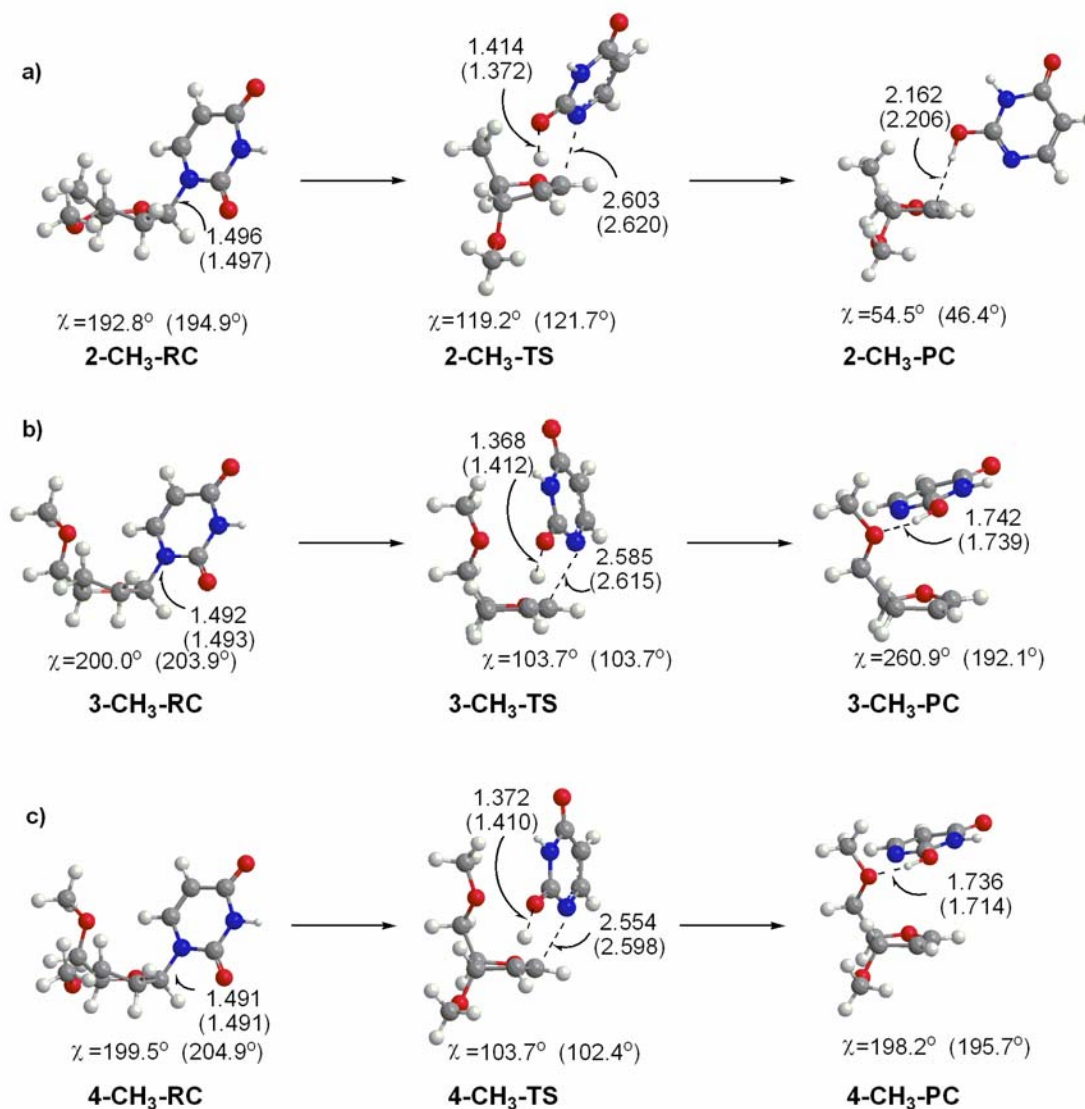 a)
1.496
(1.497)
χ=192.8° (194.9°)
2-CH₃-RC
1.414
(1.372)
2.603
(2.620)
χ=119.2° (121.7°)
2-CH₃-TS
2.162
(2.206)
χ=54.5° (46.4°)
2-CH₃-PC
b)
1.492
(1.493)
χ=200.0° (203.9°)
3-CH₃-RC
1.368
(1.412)
2.585
(2.615)
χ=103.7° (103.7°)
3-CH₃-TS
1.742
(1.739)
χ=260.9° (192.1°)
3-CH₃-PC
c)
1.491
(1.491)
χ=199.5° (204.9°)
4-CH₃-RC
1.372
(1.410)
2.554
(2.598)
χ=103.7° (102.4°)
4-CH₃-TS
1.736
(1.714)
χ=198.2° (195.7°)
4-CH₃-PC